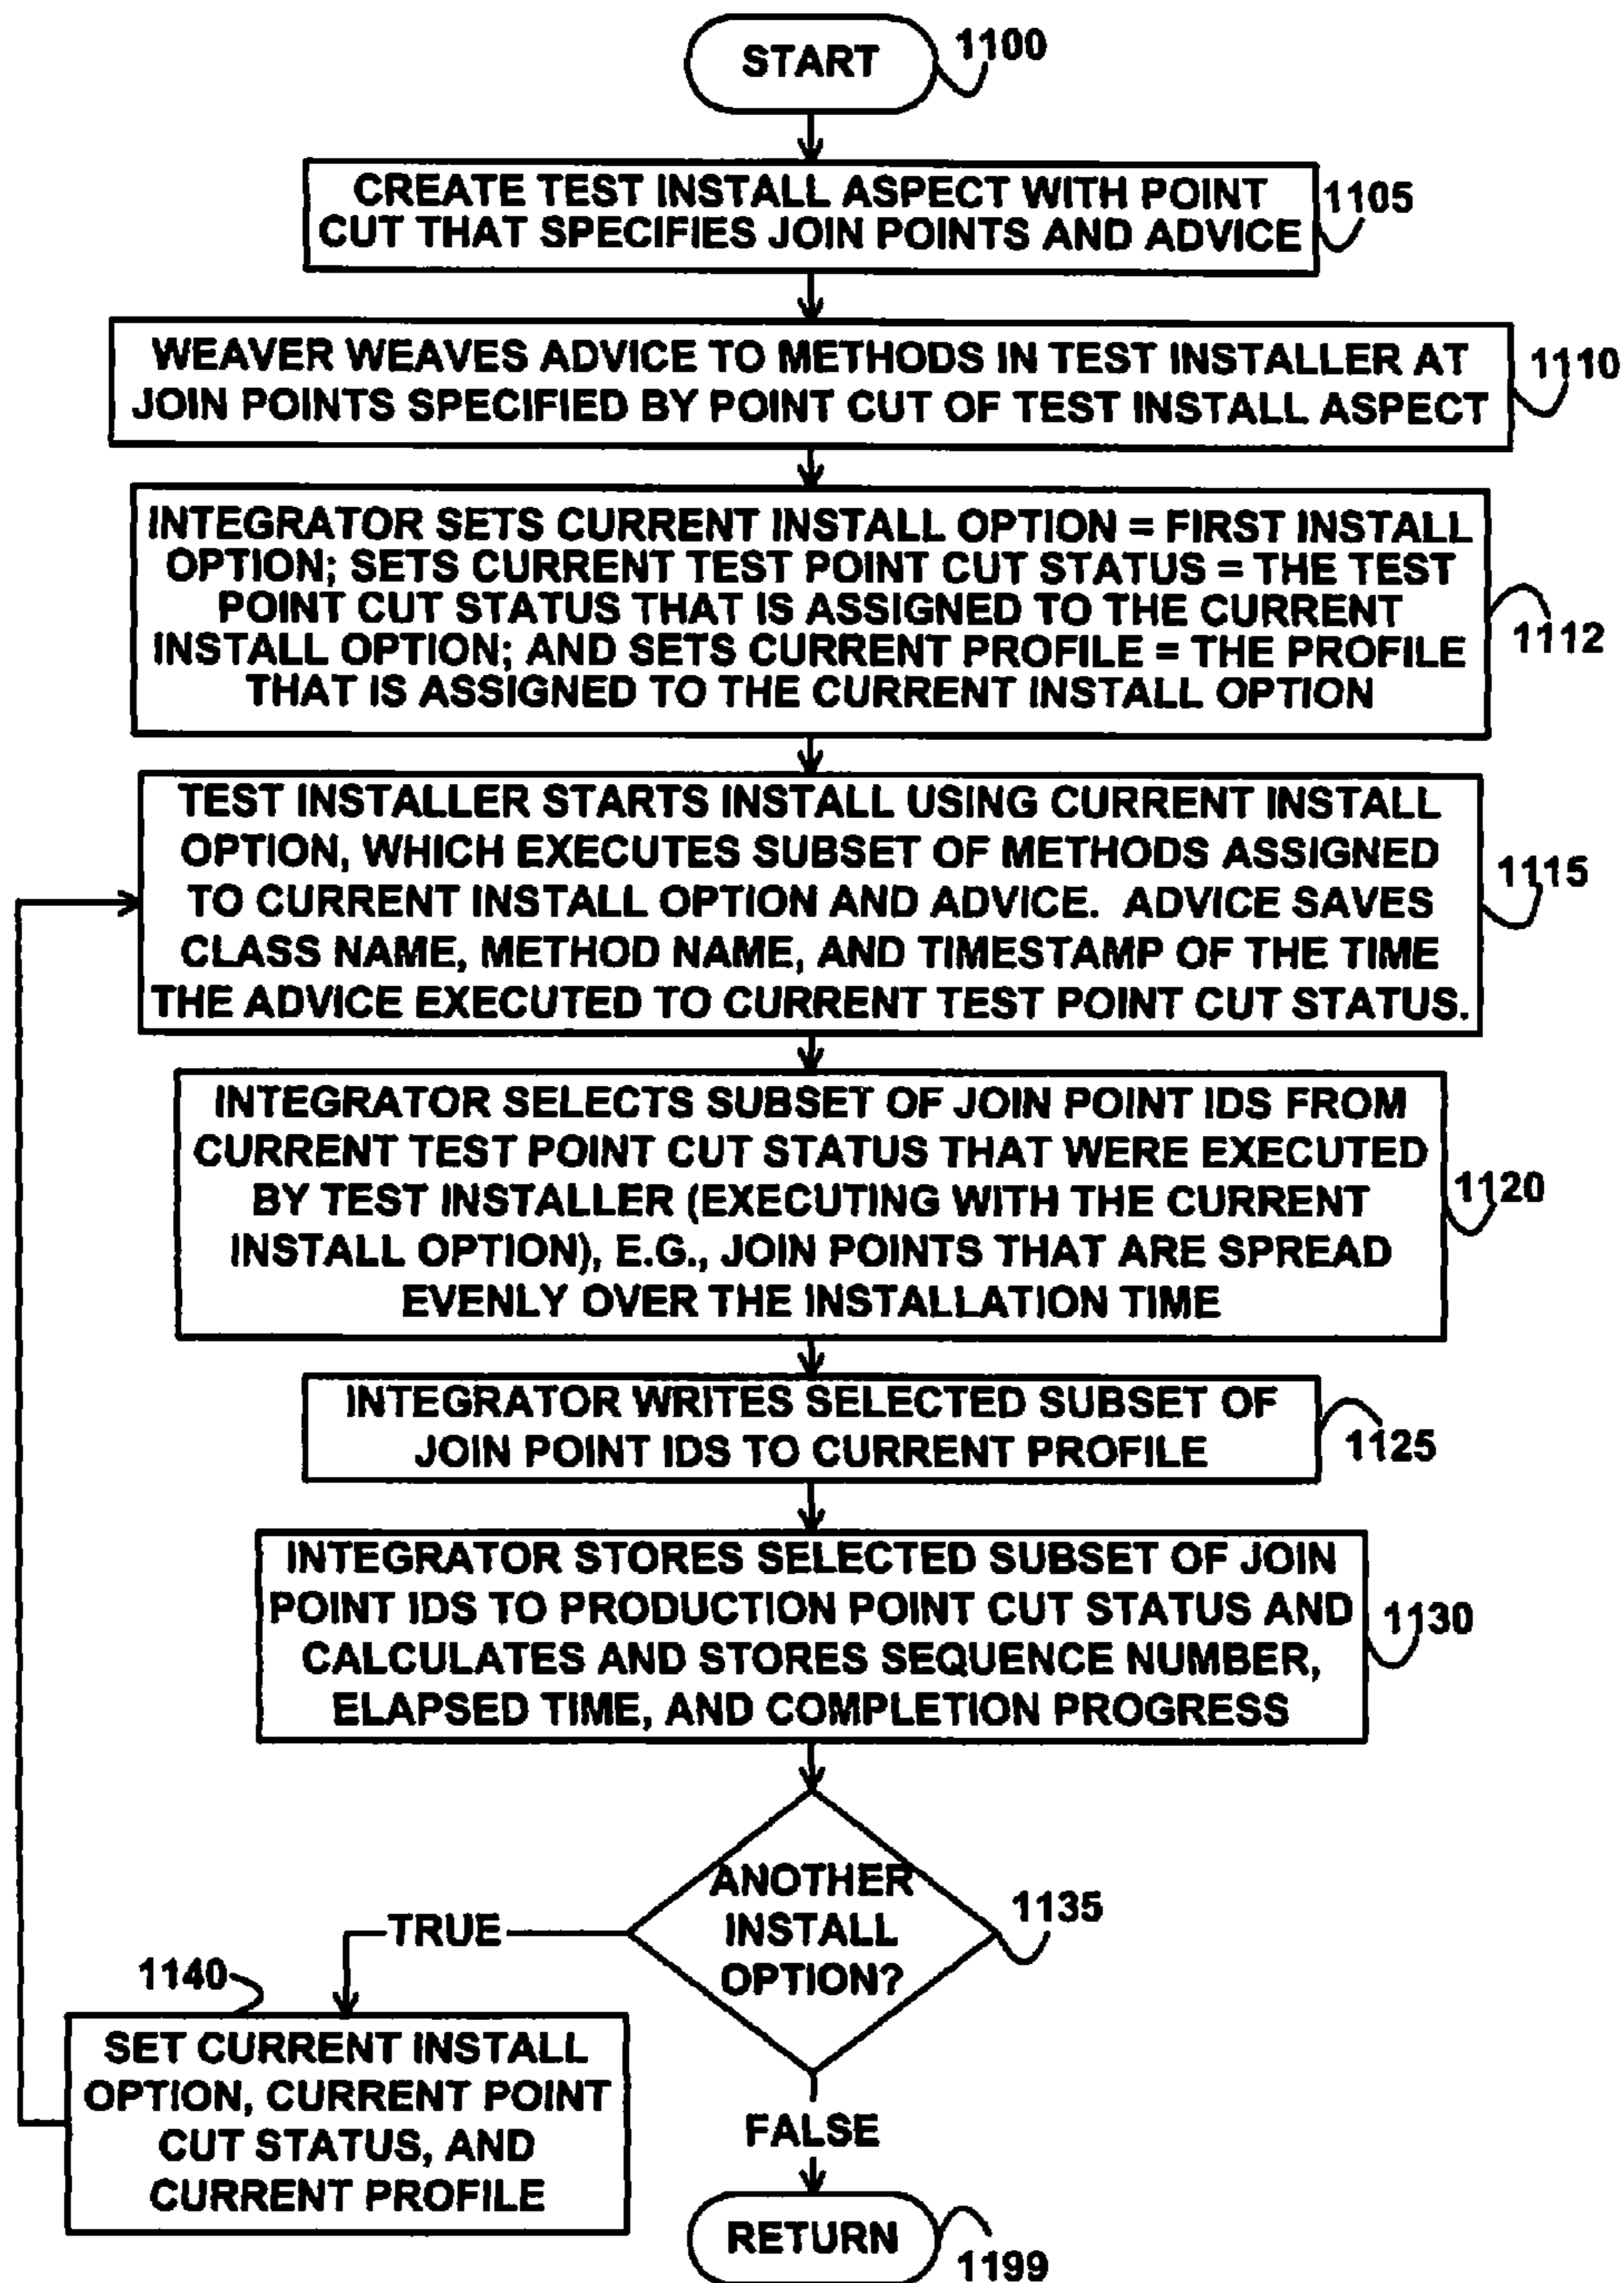 START
1100
CREATE TEST INSTALL ASPECT WITH POINT
CUT THAT SPECIFIES JOIN POINTS AND ADVICE
1105
WEAVER WEAVES ADVICE TO METHODS IN TEST INSTALLER AT
JOIN POINTS SPECIFIED BY POINT CUT OF TEST INSTALL ASPECT
1110
INTEGRATOR SETS CURRENT INSTALL OPTION = FIRST INSTALL
OPTION; SETS CURRENT TEST POINT CUT STATUS = THE TEST
POINT CUT STATUS THAT IS ASSIGNED TO THE CURRENT
INSTALL OPTION; AND SETS CURRENT PROFILE = THE PROFILE
THAT IS ASSIGNED TO THE CURRENT INSTALL OPTION
1112
TEST INSTALLER STARTS INSTALL USING CURRENT INSTALL
OPTION, WHICH EXECUTES SUBSET OF METHODS ASSIGNED
TO CURRENT INSTALL OPTION AND ADVICE. ADVICE SAVES
CLASS NAME, METHOD NAME, AND TIMESTAMP OF THE TIME
THE ADVICE EXECUTED TO CURRENT TEST POINT CUT STATUS.
1115
INTEGRATOR SELECTS SUBSET OF JOIN POINT IDS FROM
CURRENT TEST POINT CUT STATUS THAT WERE EXECUTED
BY TEST INSTALLER (EXECUTING WITH THE CURRENT
INSTALL OPTION), E.G., JOIN POINTS THAT ARE SPREAD
EVENLY OVER THE INSTALLATION TIME
1120
INTEGRATOR WRITES SELECTED SUBSET OF
JOIN POINT IDS TO CURRENT PROFILE
1125
INTEGRATOR STORES SELECTED SUBSET OF JOIN
POINT IDS TO PRODUCTION POINT CUT STATUS AND
CALCULATES AND STORES SEQUENCE NUMBER,
ELAPSED TIME, AND COMPLETION PROGRESS
1130
ANOTHER
INSTALL
OPTION?
1135
TRUE
1140
SET CURRENT INSTALL
OPTION, CURRENT POINT
CUT STATUS, AND
CURRENT PROFILE
FALSE
RETURN
1199